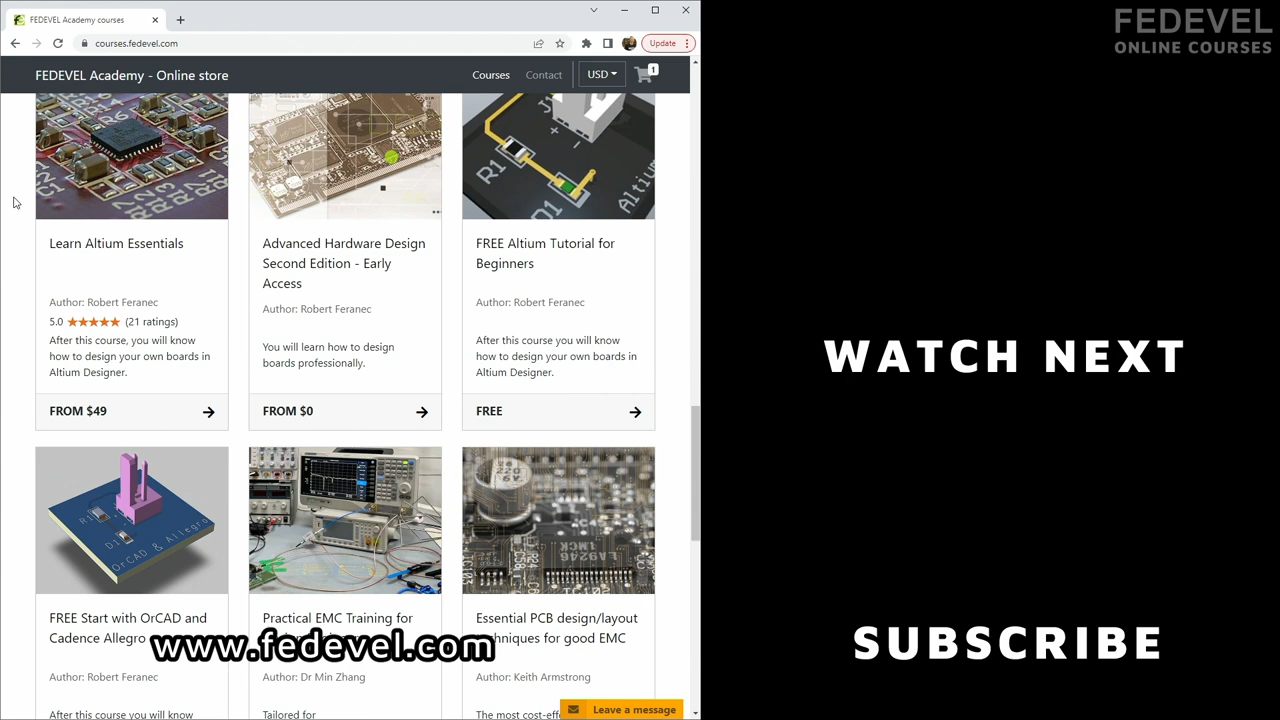 FEDEVEL Academy courses
courses.fedevel.com
Update
FEDEVEL Academy - Online store
Courses
Contact
USD
1
Learn Altium Essentials
Author: Robert Feranec
5.0 ★★★★★ (21 ratings)
After this course, you will know
how to design your own boards in
Altium Designer.
FROM $49
Advanced Hardware Design
Second Edition - Early
Access
Author: Robert Feranec
You will learn how to design
boards professionally.
FROM $0
R1
D1
FREE Altium Tutorial for
Beginners
Author: Robert Feranec
After this course you will know
how to design your own boards in
Altium Designer.
FREE
OrCAD & Allegro
FREE Start with OrCAD and
Cadence Allegro
Author: Robert Feranec
After this course you will know
Practical EMC Training for
Author: Dr Min Zhang
Tailored for
LA9246
1MCK
Essential PCB design/layout
techniques for good EMC
Author: Keith Armstrong
www.fedevel.com
Leave a message
FEDEVEL
ONLINE COURSES
WATCH NEXT
SUBSCRIBE